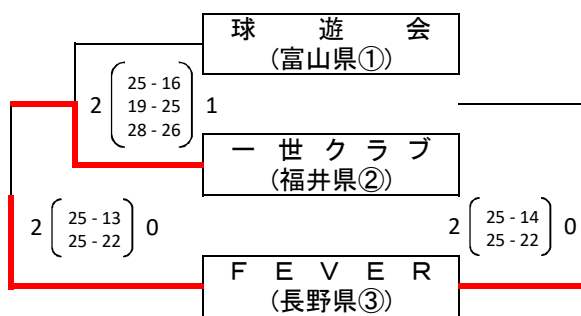 球遊会
(富山県①)
2 25 - 16 1
19 - 25
28 - 26
一世クラブ
(福井県②)
2 25 - 13 0
25 - 22
2 25 - 14 0
25 - 22
ＦＥＶＥＲ
(長野県③)